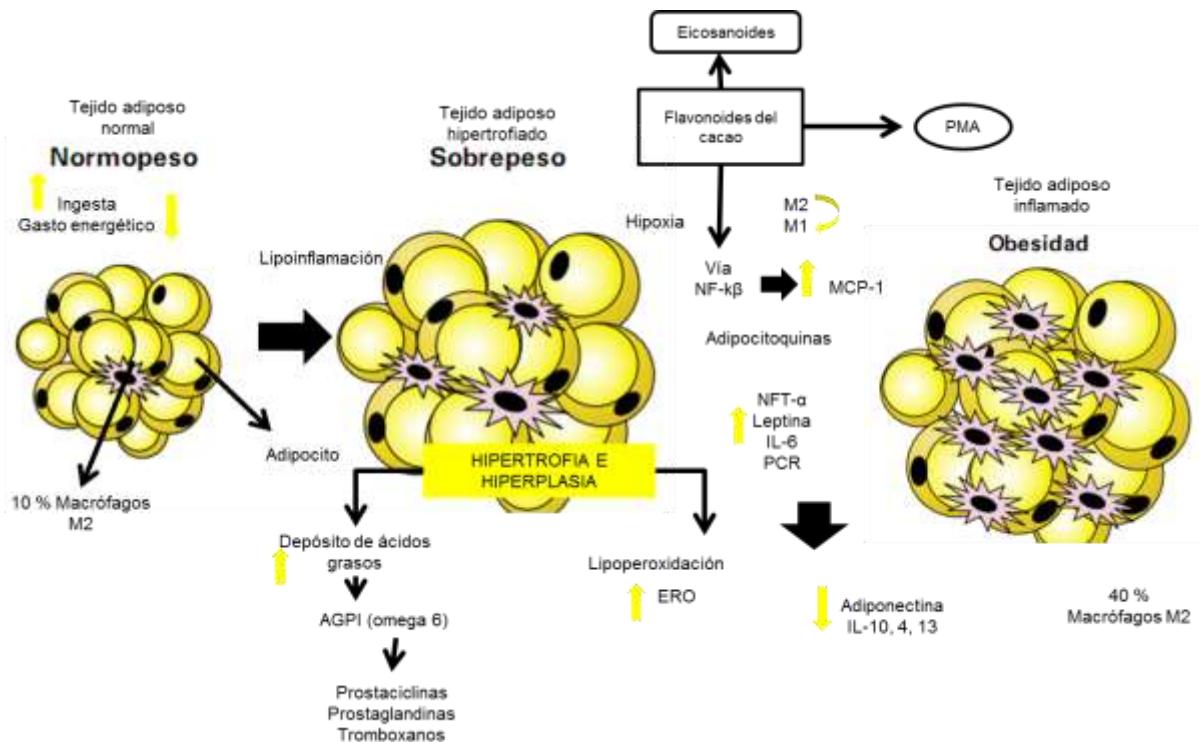 Eicosanoides
Flavonoides del
cacao
PMA
Tejido adiposo
normal
Normopeso
Ingesta
Gasto energético
Tejido adiposo
hipertrofiado
Sobrepeso
Lipoinflamación
Hipoxia
M2
M1
Vía
NF-kβ
MCP-1
Adipocitoquinas
Tejido adiposo
inflamado
Obesidad
NFT-α
Leptina
IL-6
PCR
Adipocito
10 % Macrófagos
M2
HIPERTROFIA E
HIPERPLASIA
Depósito de ácidos
grasos
AGPI (omega 6)
Prostaciclinas
Prostaglandinas
Tromboxanos
Lipoperoxidación
ERO
Adiponectina
IL-10, 4, 13
40 %
Macrófagos M2